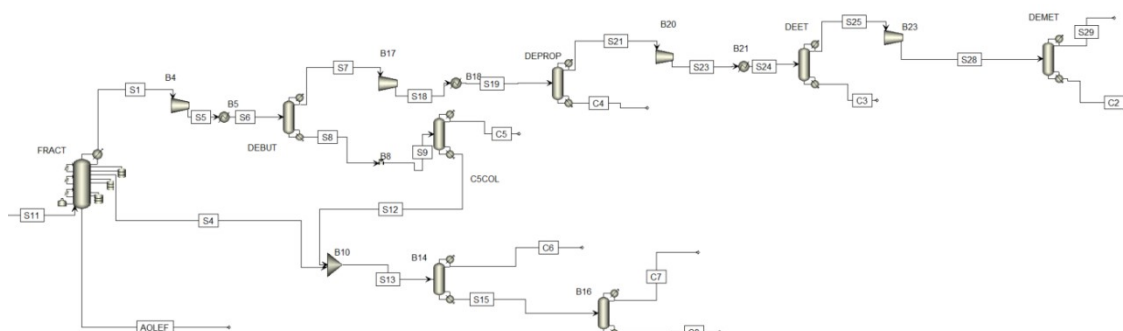 DEMET
S29
B20
S25
B23
DEPROP
S21
B21
DEET
B17
S7
S1
B4
S23
S24
S28
B18
S19
S18
C4
C3
C2
B5
S5
S6
S8
C5
DEBUT
B8
S9
FRACT
C5COL
S11
S4
S12
B10
B14
C6
S13
C7
S15
B16
AOLEF